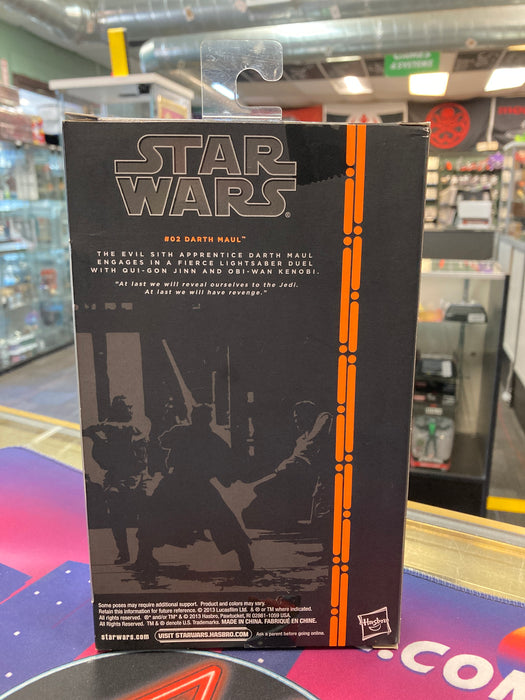 GAMES
& SYSTEMS
STAR
WARS®
#02 DARTH MAUL™
THE EVIL SITH APPRENTICE DARTH MAUL
ENGAGES IN A FIERCE LIGHTSABER DUEL
WITH QUI-GON JINN AND OBI-WAN KENOBI.
"At last we will reveal ourselves to the Jedi.
At last we will have revenge."
Some poses may require additional support. Product and colors may vary.
Retain this information for future reference. © 2013 Lucasfilm Ltd. & ® or TM where indicated.
All rights reserved. ®* and/or TM* & © 2013 Hasbro, Pawtucket, RI 02861-1059 USA.
All Rights Reserved. TM & ® denote U.S. Trademarks. MADE IN CHINA. FABRIQUÉ EN CHINE.
starwars.com VISIT STARWARS.HASBRO.COM Ask a parent before going online.
Hasbro
.CO